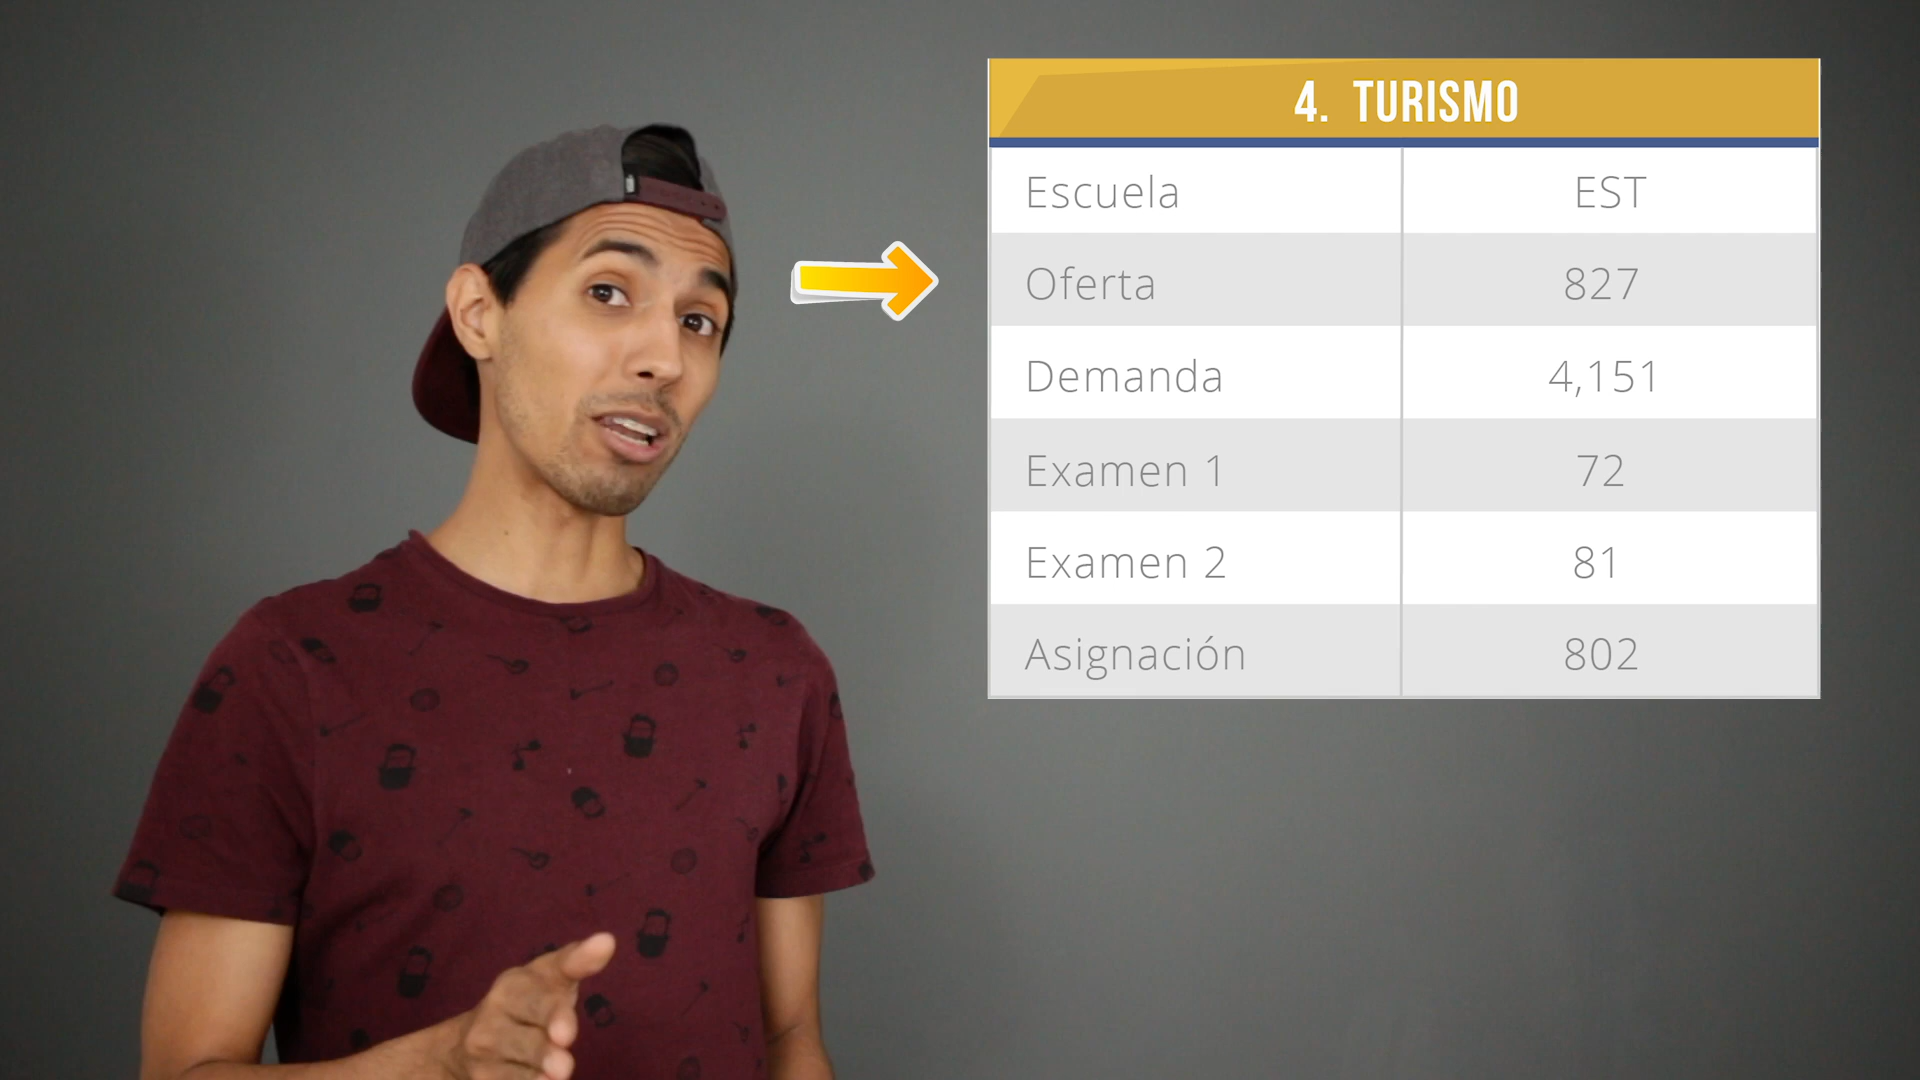 4. TURISMO
Escuela EST
Oferta 827
Demanda 4,151
Examen 1 72
Examen 2 81
Asignación 802